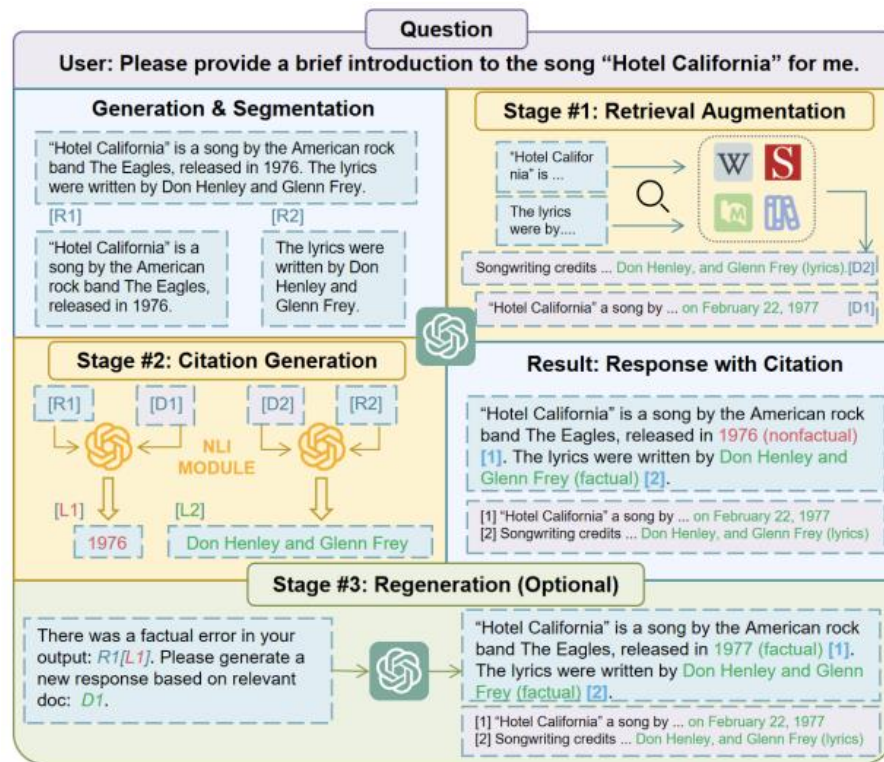 Question
User: Please provide a brief introduction to the song “Hotel California” for me.
Generation & Segmentation
“Hotel California” is a song by the American rock
band The Eagles, released in 1976. The lyrics
were written by Don Henley and Glenn Frey.
[R1]
[R2]
“Hotel California” is a
song by the American
rock band The Eagles,
released in 1976.
The lyrics were
written by Don
Henley and
Glenn Frey.
Stage #1: Retrieval Augmentation
“Hotel Califor
nia” is ...
The lyrics
were by....
W
S
M
Songwriting credits ... Don Henley, and Glenn Frey (lyrics).[D2]
“Hotel California” a song by ... on February 22, 1977 [D1]
Stage #2: Citation Generation
[R1]
[D1]
[D2]
[R2]
NLI
MODULE
[L1]
[L2]
1976
Don Henley and Glenn Frey
Result: Response with Citation
“Hotel California” is a song by the American rock
band The Eagles, released in 1976 (nonfactual)
[1]. The lyrics were written by Don Henley and
Glenn Frey (factual) [2].
[1] “Hotel California” a song by ... on February 22, 1977
[2] Songwriting credits ... Don Henley, and Glenn Frey (lyrics)
Stage #3: Regeneration (Optional)
There was a factual error in your
output: R1[L1]. Please generate a
new response based on relevant
doc: D1.
“Hotel California” is a song by the American rock
band The Eagles, released in 1977 (factual) [1].
The lyrics were written by Don Henley and Glenn
Frey (factual) [2].
[1] “Hotel California” a song by ... on February 22, 1977
[2] Songwriting credits ... Don Henley, and Glenn Frey (lyrics)